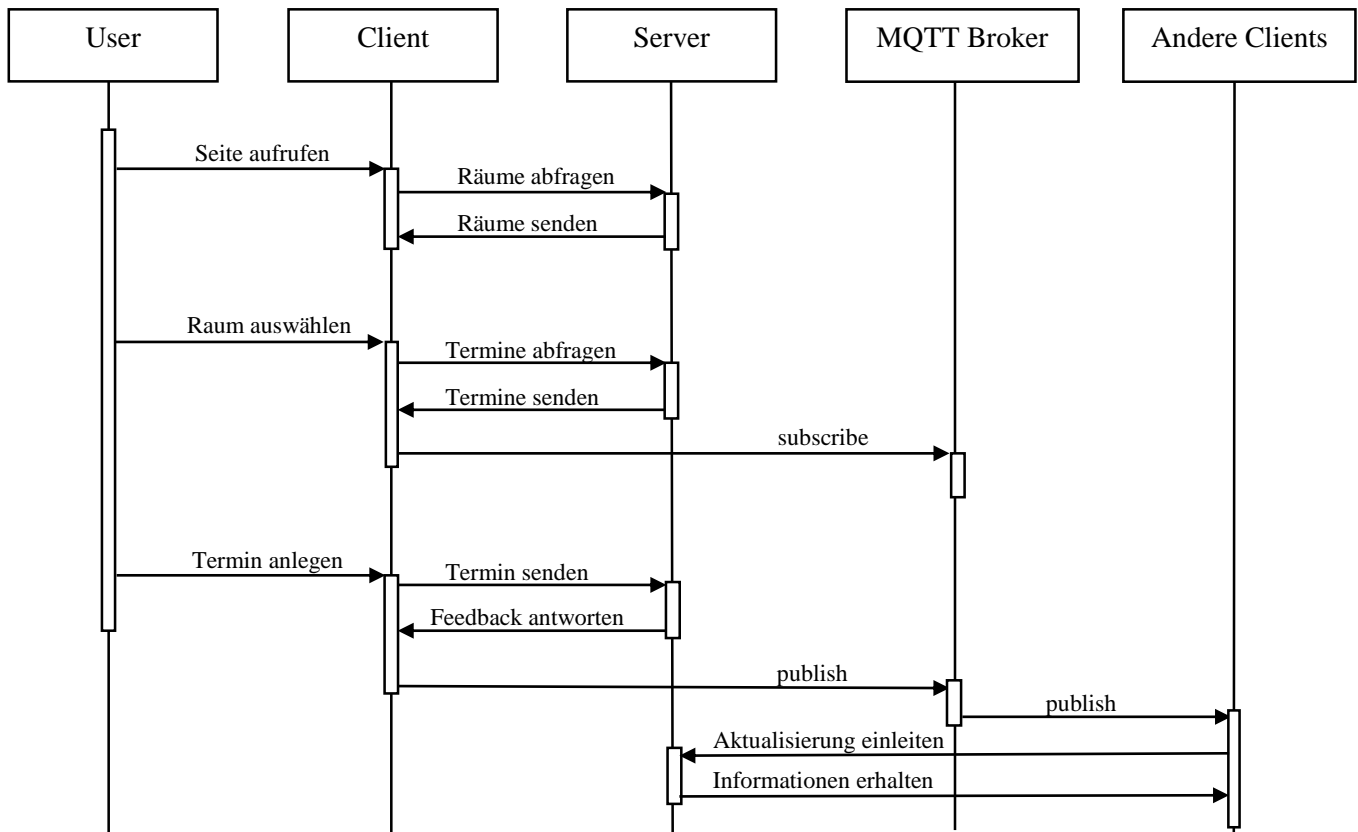 User
Client
Server
MQTT Broker
Andere Clients
Seite aufrufen
Räume abfragen
Räume senden
Raum auswählen
Termine abfragen
Termine senden
subscribe
Termin anlegen
Termin senden
Feedback antworten
publish
publish
Aktualisierung einleiten
Informationen erhalten